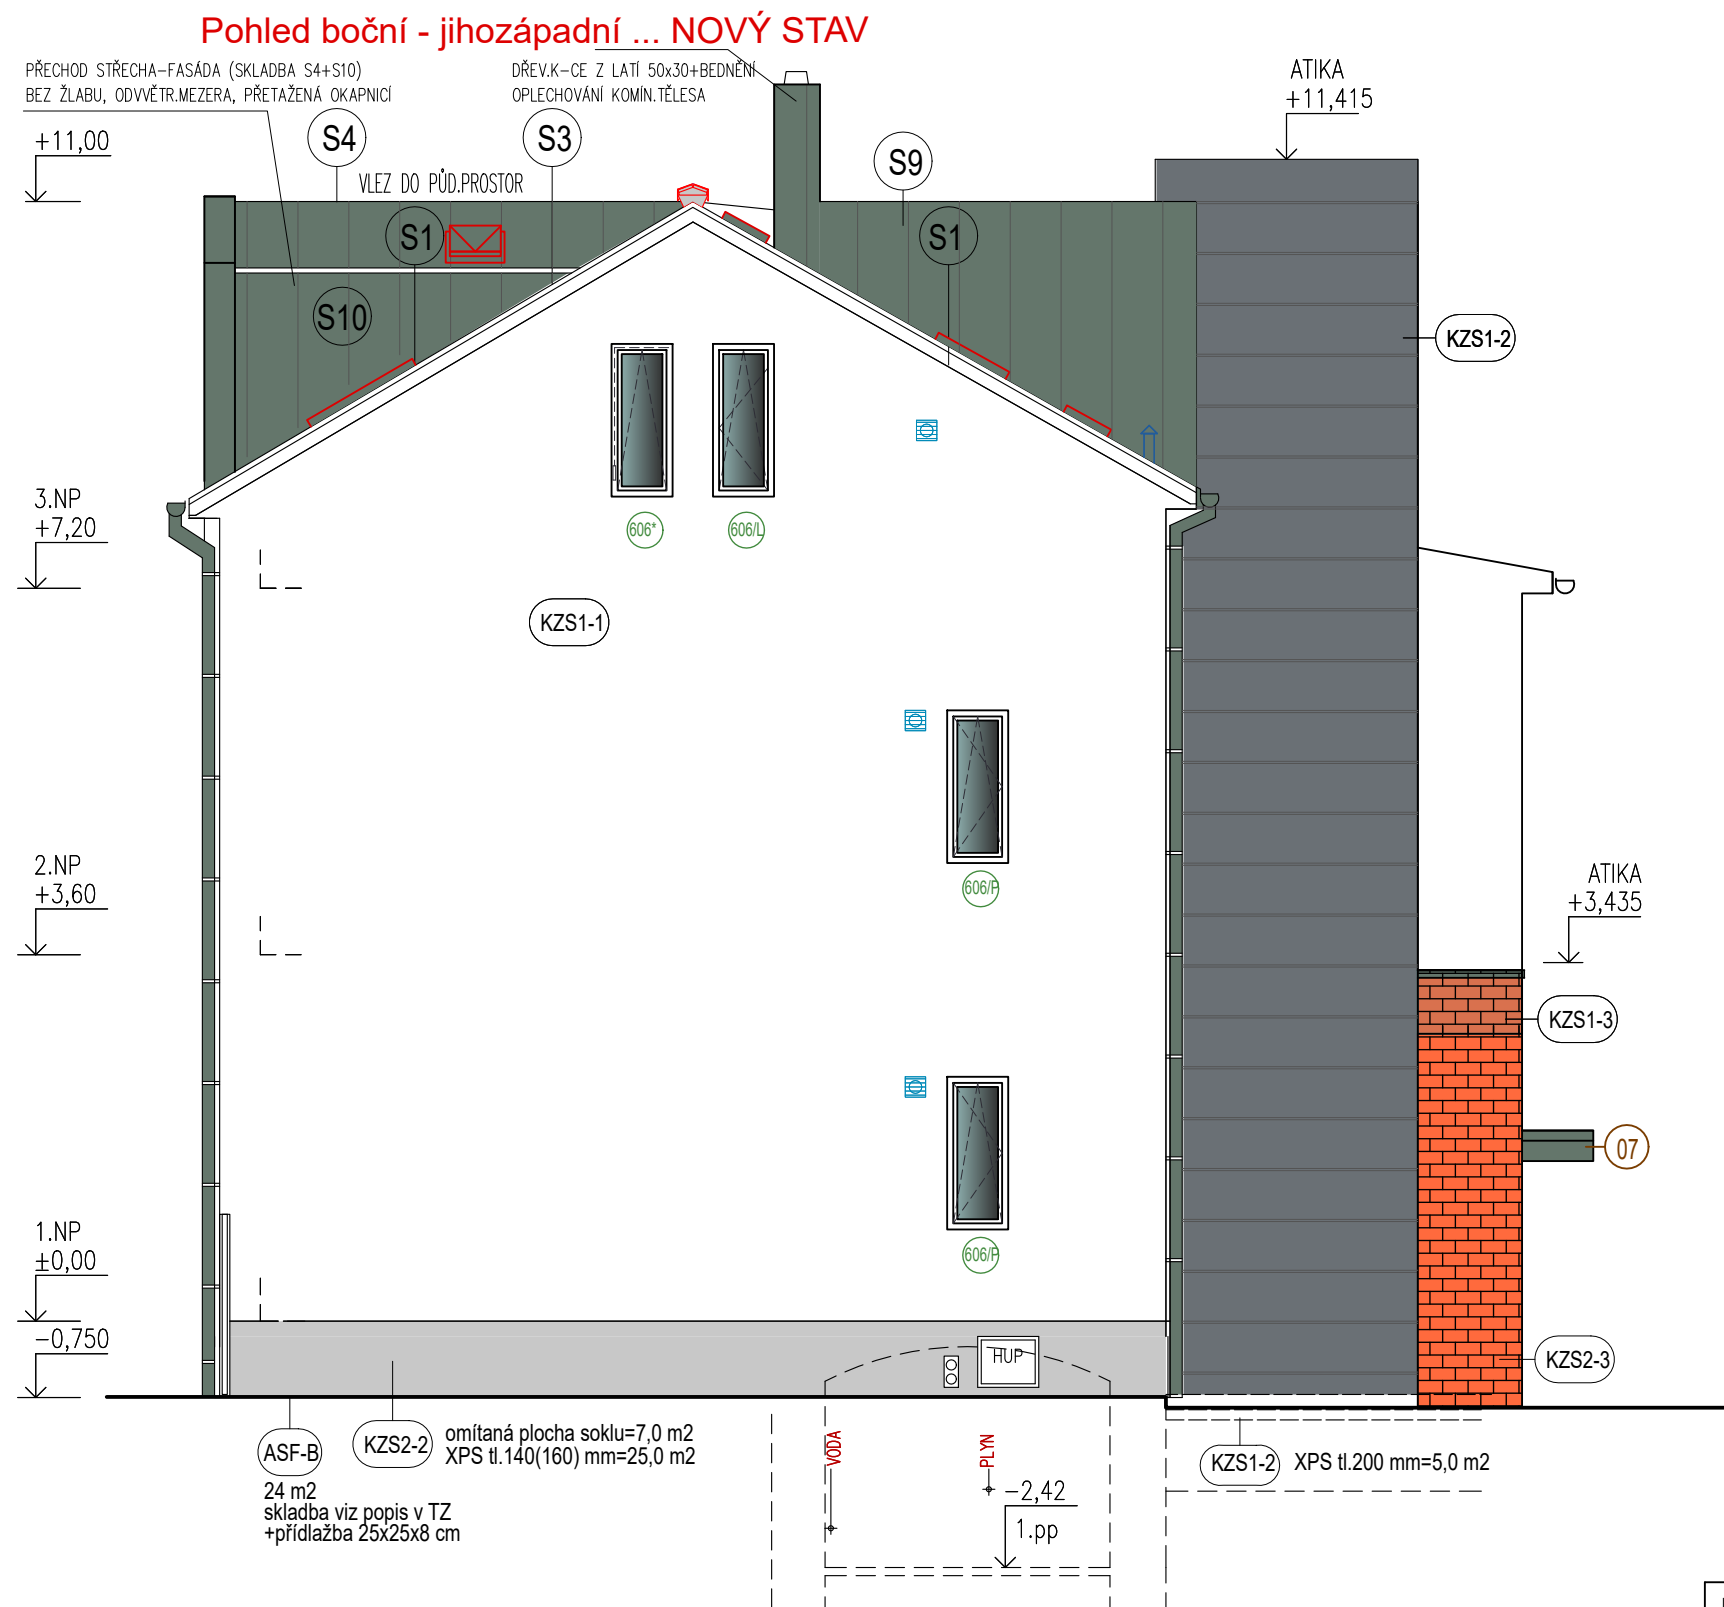 Pohled boční - jihozápadní ... NOVÝ STAV
PŘECHOD STŘECHA-FASÁDA (SKLADBA S4+S10)
BEZ ŽLABU, ODVVĚTR.MEZERA, PŘETAŽENÁ OKAPNICÍ
DŘEV.K-CE Z LATÍ 50x30+BEDNĚNÍ
OPLECHOVÁNÍ KOMÍN.TĚLESA
ATIKA
+11,415
+11,00
S4
S3
S9
VLEZ DO PŮD.PROSTOR
S1
S1
S10
KZS1-2
3.NP
+7,20
606*
606/L
KZS1-1
2.NP
+3,60
606/P
ATIKA
+3,435
KZS1-3
07
1.NP
±0,00
606/P
-0,750
HUP
KZS2-3
ASF-B
KZS2-2
omítaná plocha soklu=7,0 m2
XPS tl.140(160) mm=25,0 m2
VODA
PLYN
KZS1-2
XPS tl.200 mm=5,0 m2
24 m2
skladba viz popis v TZ
+přídlažba 25x25x8 cm
-2,42
1.pp